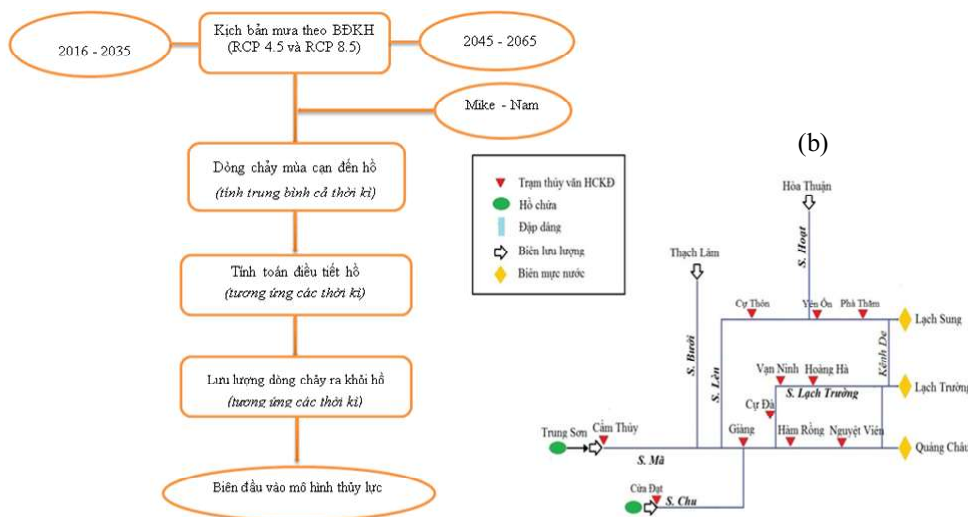 Kịch bản mưa theo BĐKH
(RCP 4.5 và RCP 8.5)
2016 - 2035
2045 - 2065
Mike - Nam
Dòng chảy mùa cạn đến hồ
(tính trung bình cả thời kì)
Tính toán điều tiết hồ
(tương ứng các thời kì)
Lưu lượng dòng chảy ra khỏi hồ
(tương ứng các thời kì)
Biên đầu vào mô hình thủy lực
(b)
Trạm thủy văn HCKĐ
Hồ chứa
Đập dâng
Biên lưu lượng
Biên mực nước
Hòa Thuận
S. Hoạt
Thạch Lâm
S. Bưởi
Cự Thôn
Yên Ổn
Phà Thắm
Lạch Sung
S. Lèn
Kênh De
Vạn Ninh
Hoàng Hà
S. Lạch Trường
Lạch Trường
Cự Đà
Trung Sơn
Cẩm Thủy
Giàng
Hàm Rồng
Nguyệt Viên
Quảng Châu
S. Mã
Cửa Đạt
S. Chu